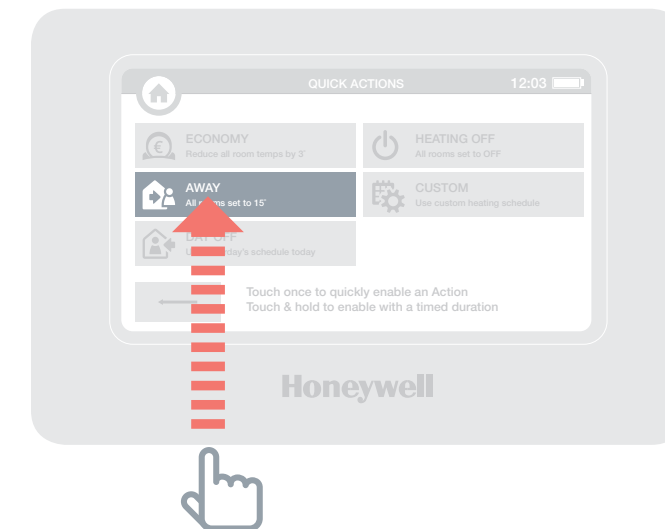 QUICK ACTIONS 12:03
ECONOMY
Reduce all room temps by 3°
HEATING OFF
All rooms set to OFF
AWAY
All set to 15°
CUSTOM
Use custom heating schedule
DAY OFF
day's schedule today
Touch once to quickly enable an Action
Touch & hold to enable with a timed duration
Honeywell